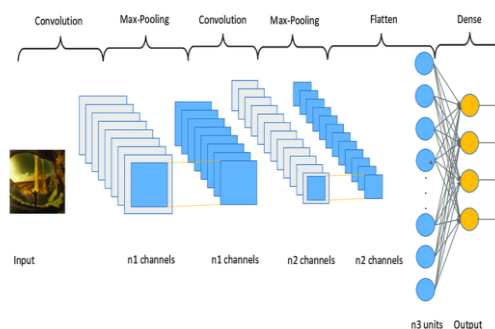 Convolution Max-Pooling Convolution Max-Pooling Flatten Dense
Input n1 channels n1 channels n2 channels n2 channels
n3 units Output